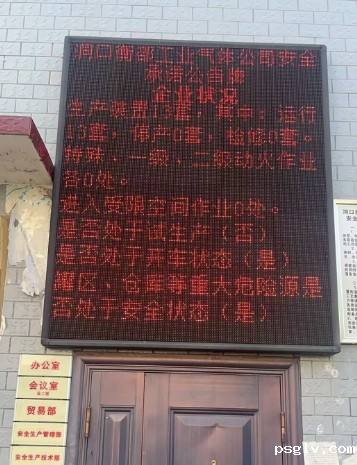 洞口衡部工业气体公司安全
承诺公告牌
企业状况
生产装置13套，其中：运行
13套，停产0套，检修0套。
特殊、一级、二级动火作业
各0处。
进入受限空间作业0处。
是否处于试生产（否）
是否处于开车状态（否）
罐区、仓库等重大危险源是
否处于安全状态（是）
办公室
会议室
贸易部
安全生产管理部
安全生产技术部
psglv.com